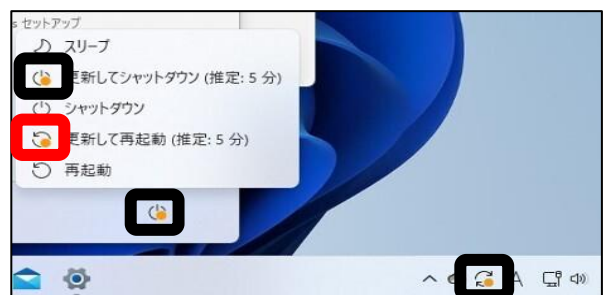 s セットアップ
スリープ
更新してシャットダウン (推定: 5 分)
シャットダウン
更新して再起動 (推定: 5 分)
再起動
A